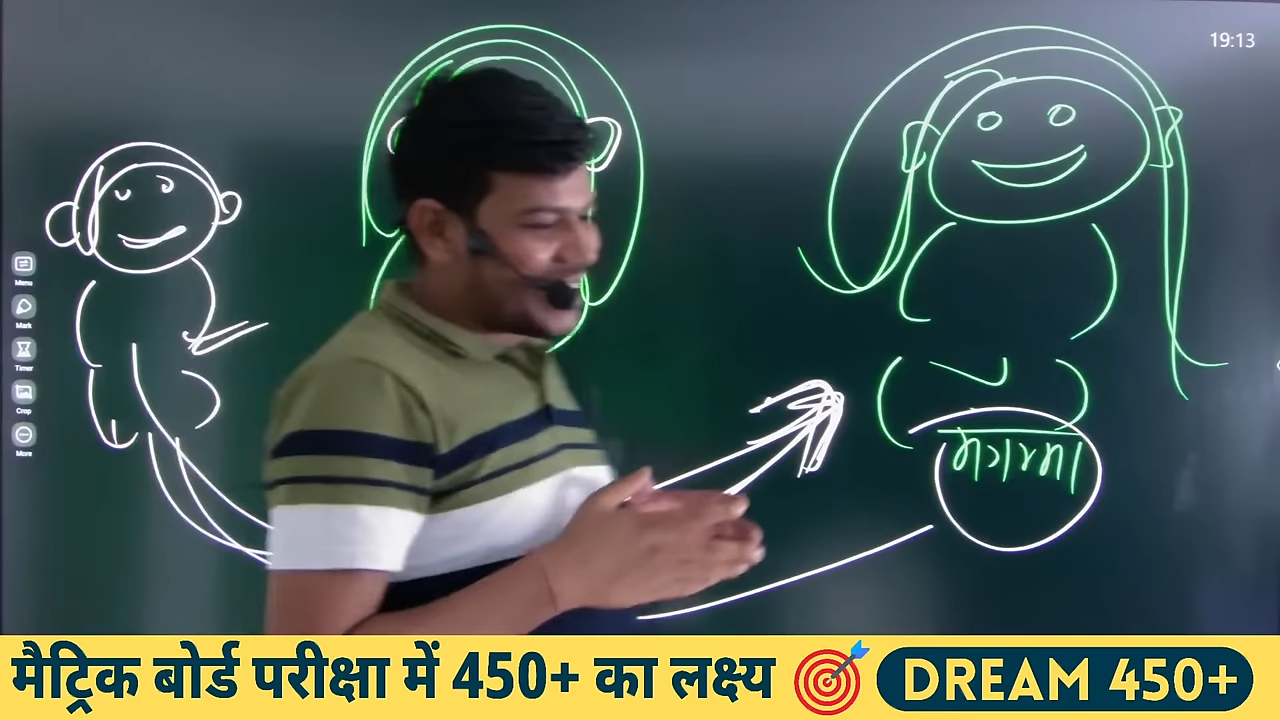 19:13
Menu
Mark
Timer
Crop
More
मैट्रिक बोर्ड परीक्षा में 450+ का लक्ष्य DREAM 450+